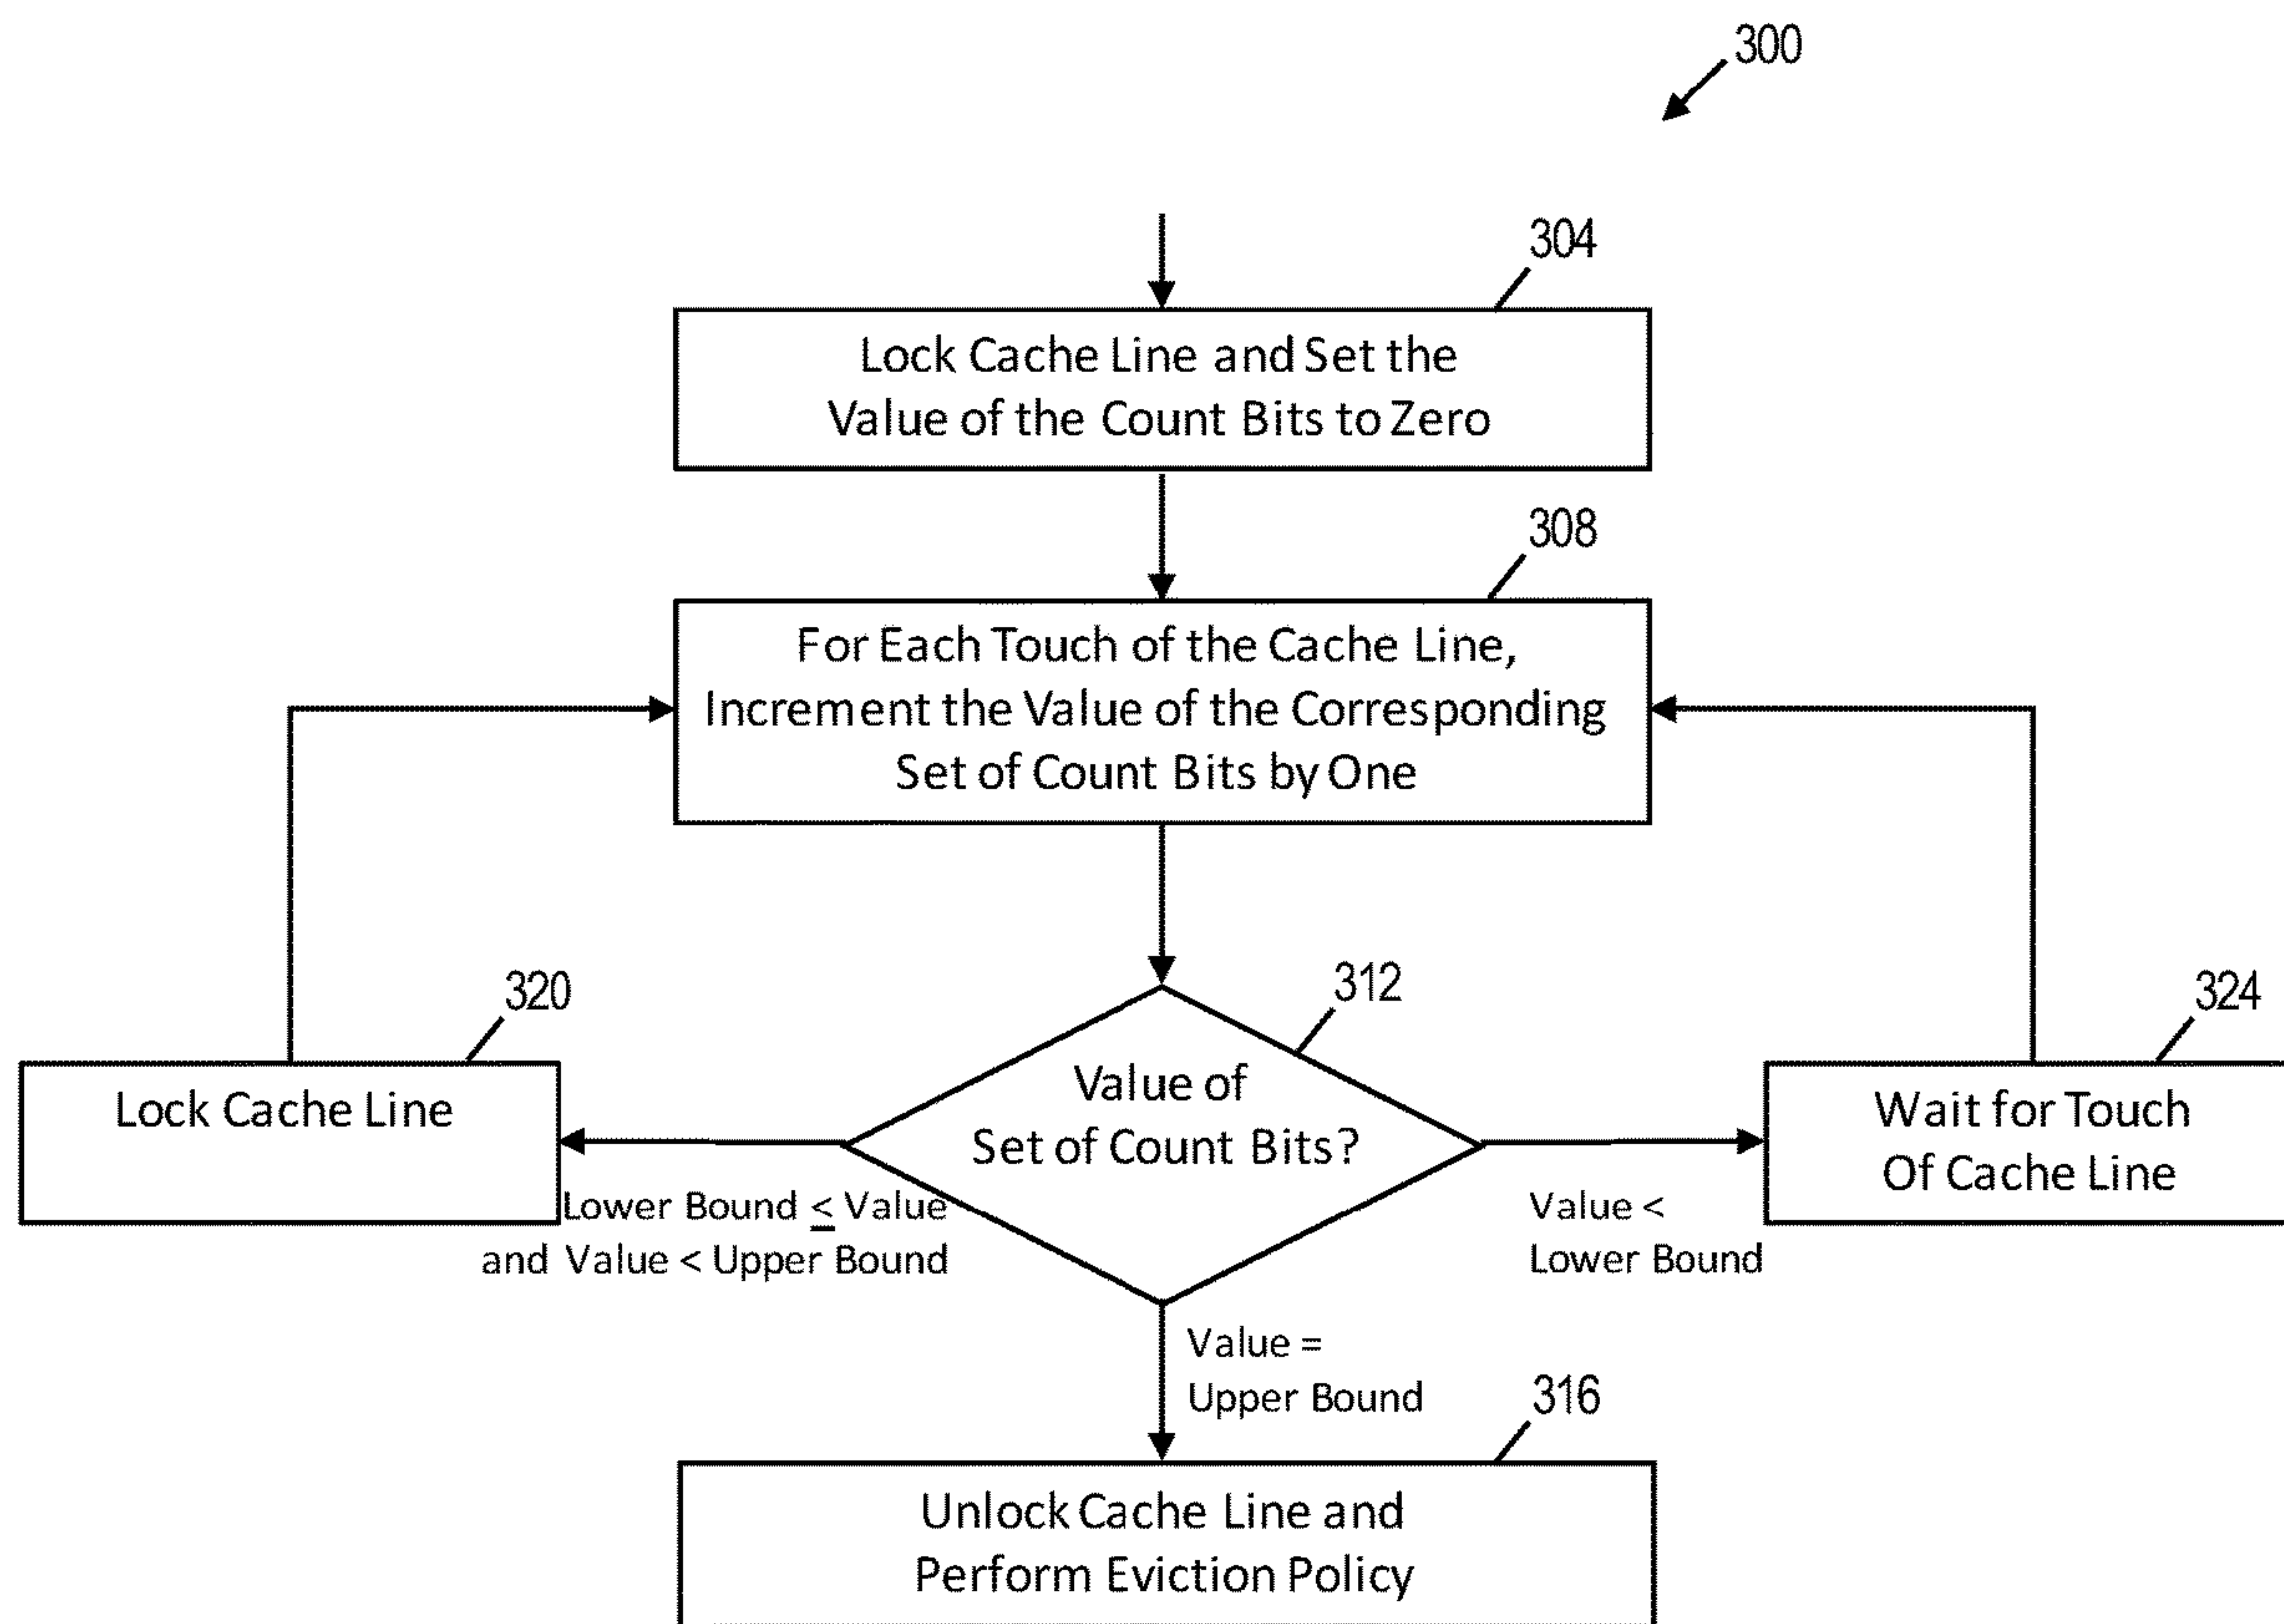 300
304
Lock Cache Line and Set the
Value of the Count Bits to Zero
308
For Each Touch of the Cache Line,
Increment the Value of the Corresponding
Set of Count Bits by One
320
312
324
Lock Cache Line
Value of
Set of Count Bits?
Wait for Touch
Of Cache Line
Lower Bound ≤ Value
and Value < Upper Bound
Value <
Lower Bound
Value =
Upper Bound
316
Unlock Cache Line and
Perform Eviction Policy